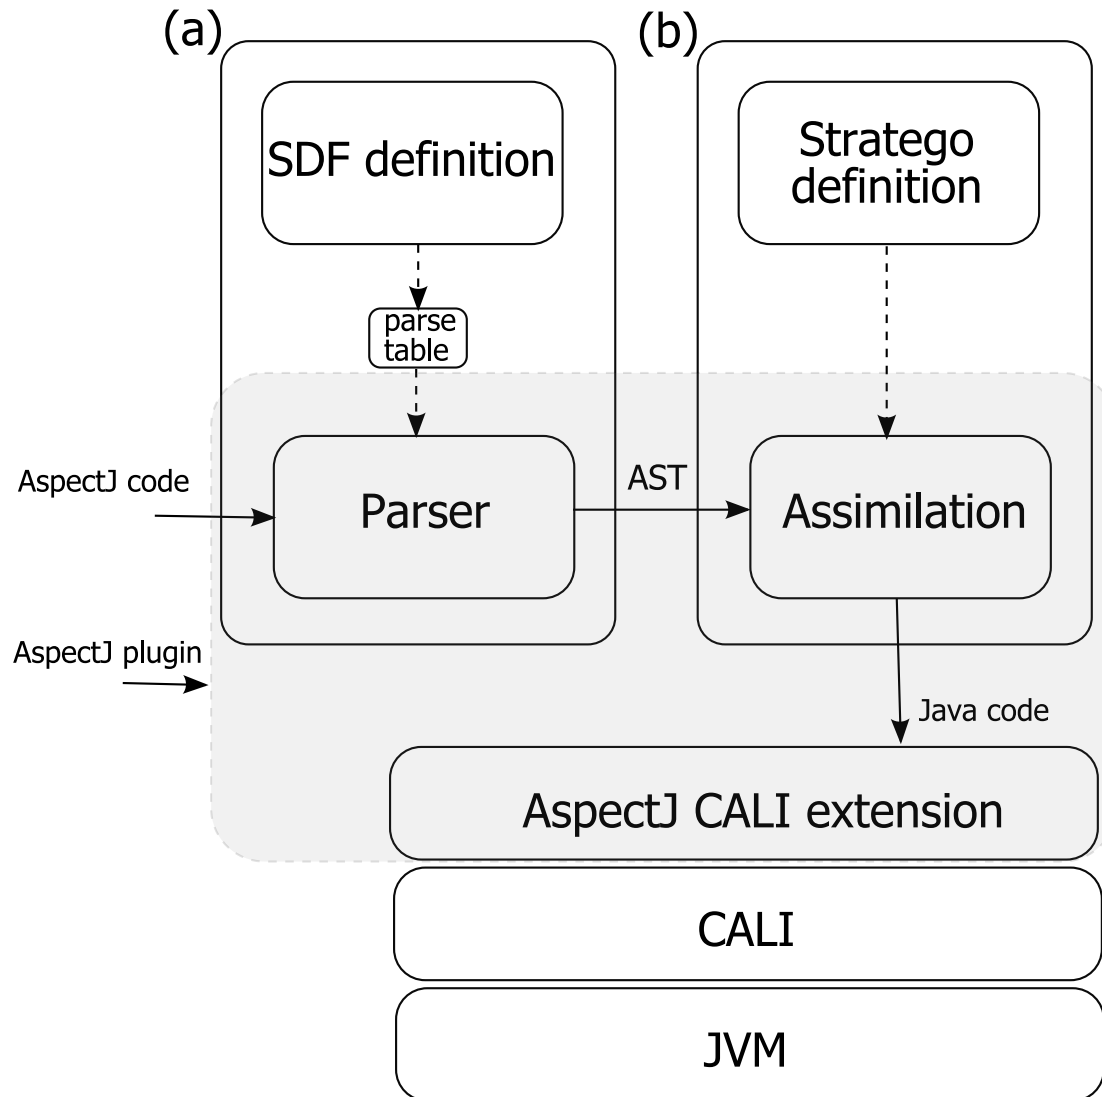 (a)
(b)
SDF definition
Stratego
definition
parse
table
AspectJ code
Parser
AST
Assimilation
AspectJ plugin
Java code
AspectJ CALI extension
CALI
JVM